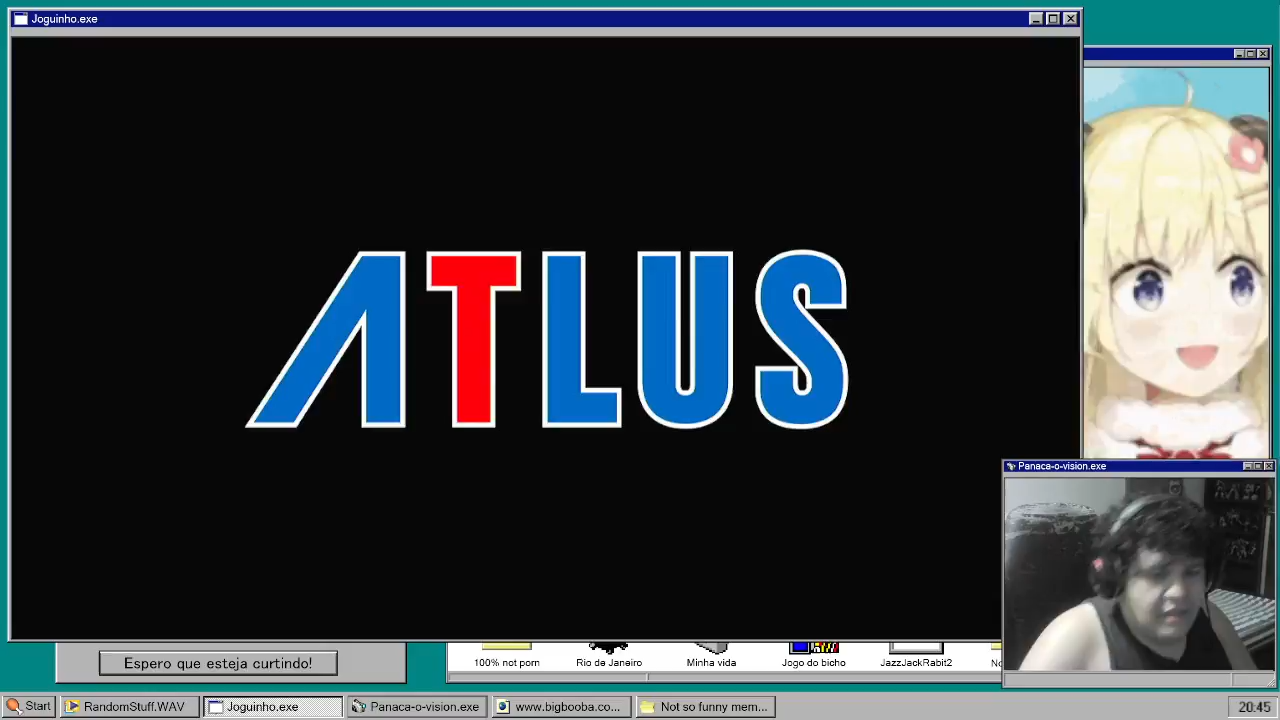 Joguinho.exe
ATLUS
Panaca-o-vision.exe
Espero que esteja curtindo!
100% not porn
Rio de Janeiro
Minha vida
Jogo do bicho
JazzJackRabbit2
Start
RandomStuff.WAV
Joguinho.exe
Panaca-o-vision.exe
www.bigbooba.co...
Not so funny mem...
20:45